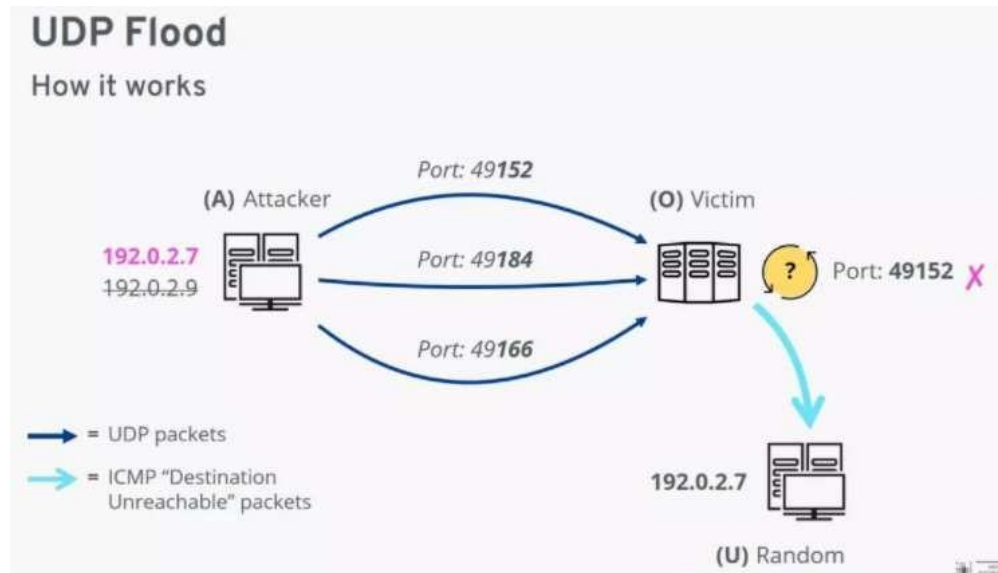 UDP Flood
How it works
Port: 49152
(A) Attacker
(O) Victim
192.0.2.7
192.0.2.9
Port: 49184
?
Port: 49152 X
Port: 49166
= UDP packets
= ICMP “Destination
Unreachable” packets
192.0.2.7
(U) Random